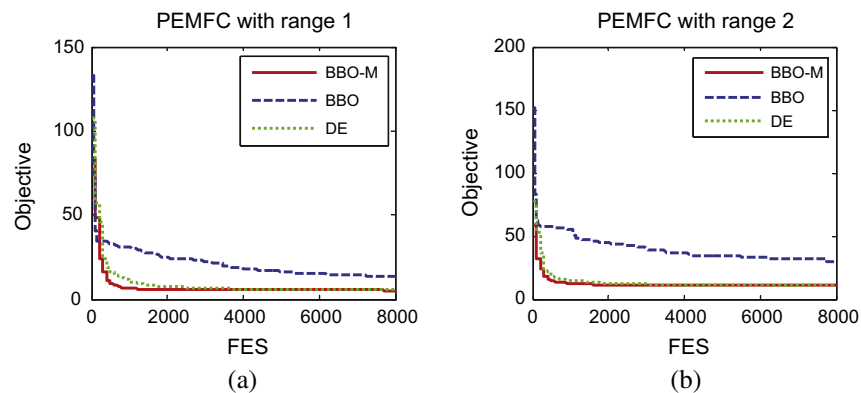 PEMFC with range 1
150
100
50
0
Objective
BBO-M
BBO
DE
0 2000 4000 6000 8000
FES
(a)
PEMFC with range 2
200
150
100
50
0
Objective
BBO-M
BBO
DE
0 2000 4000 6000 8000
FES
(b)